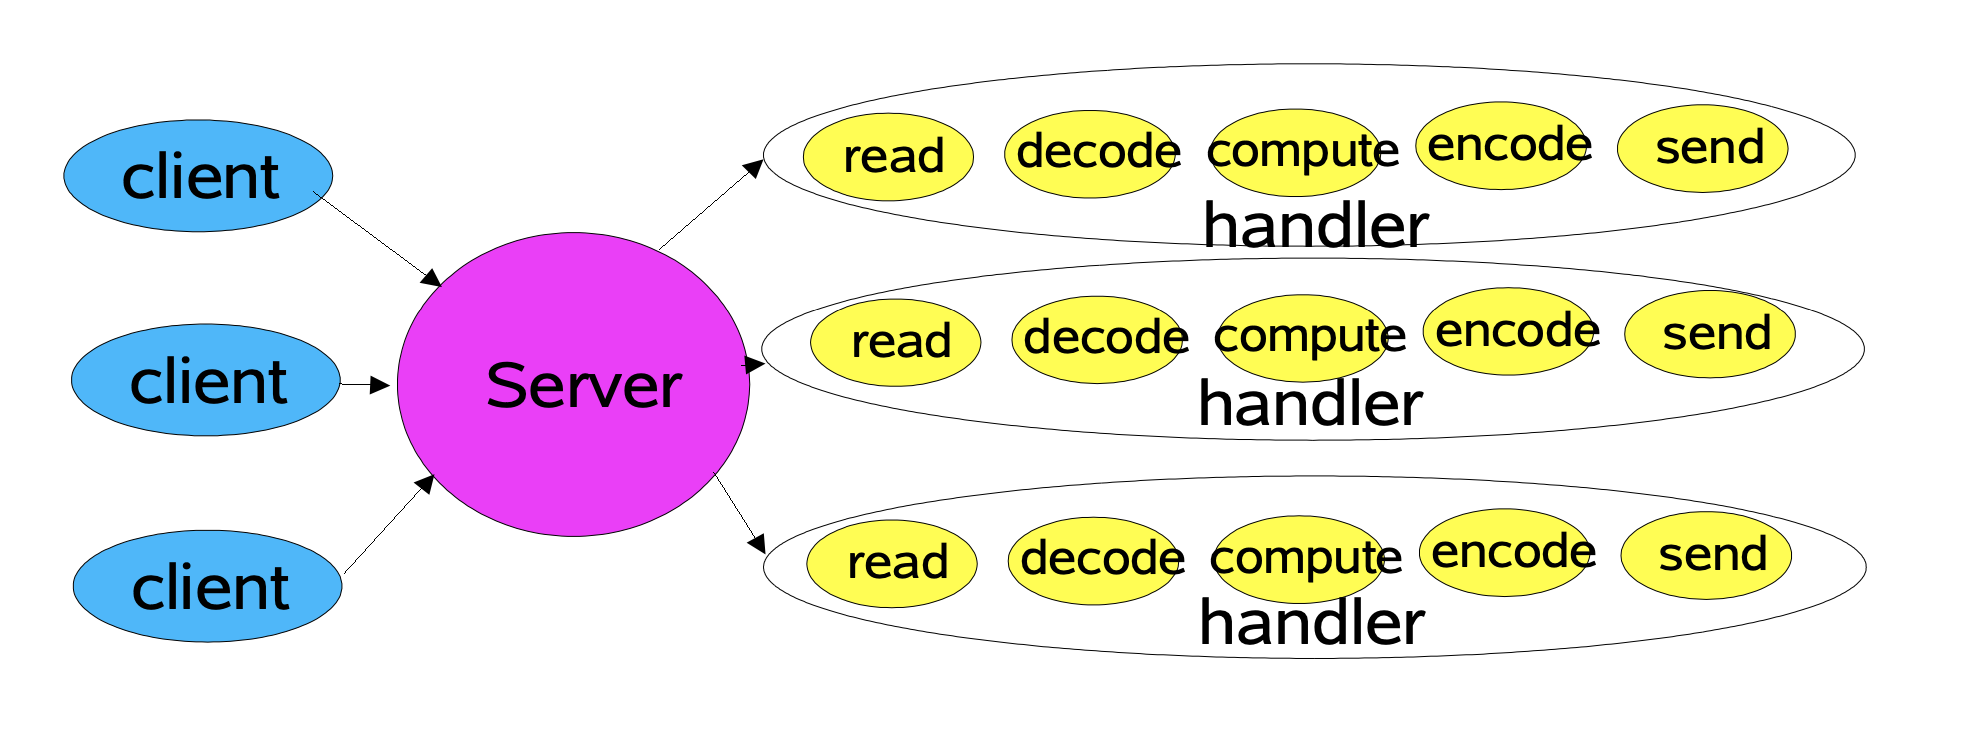 client
client
client
Server
read decode compute encode send
handler
read decode compute encode send
handler
read decode compute encode send
handler